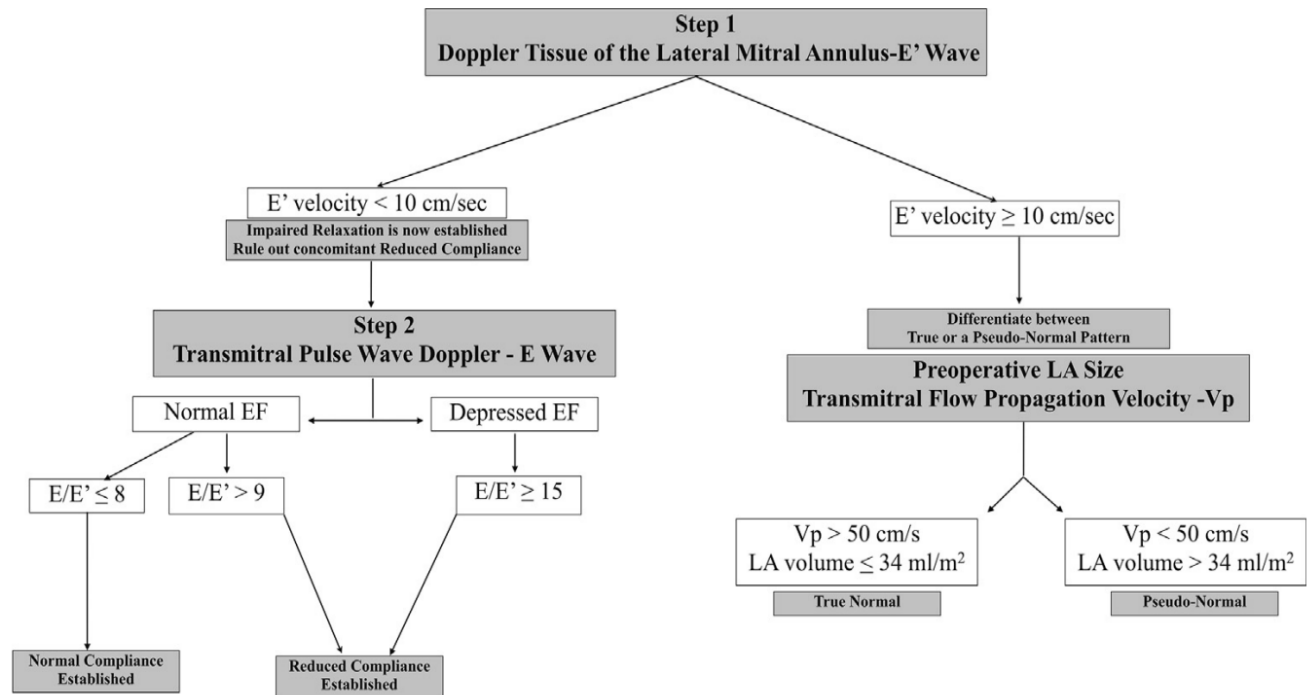 Step 1
Doppler Tissue of the Lateral Mitral Annulus-E’ Wave
E’ velocity < 10 cm/sec
Impaired Relaxation is now established
Rule out concomitant Reduced Compliance
E’ velocity ≥ 10 cm/sec
Step 2
Transmitral Pulse Wave Doppler - E Wave
Differentiate between
True or a Pseudo-Normal Pattern
Preoperative LA Size
Transmitral Flow Propagation Velocity -Vp
Normal EF
Depressed EF
E/E’ ≤ 8
E/E’ > 9
E/E’ ≥ 15
Vp > 50 cm/s
LA volume ≤ 34 ml/m²
True Normal
Vp < 50 cm/s
LA volume > 34 ml/m²
Pseudo-Normal
Normal Compliance
Established
Reduced Compliance
Established